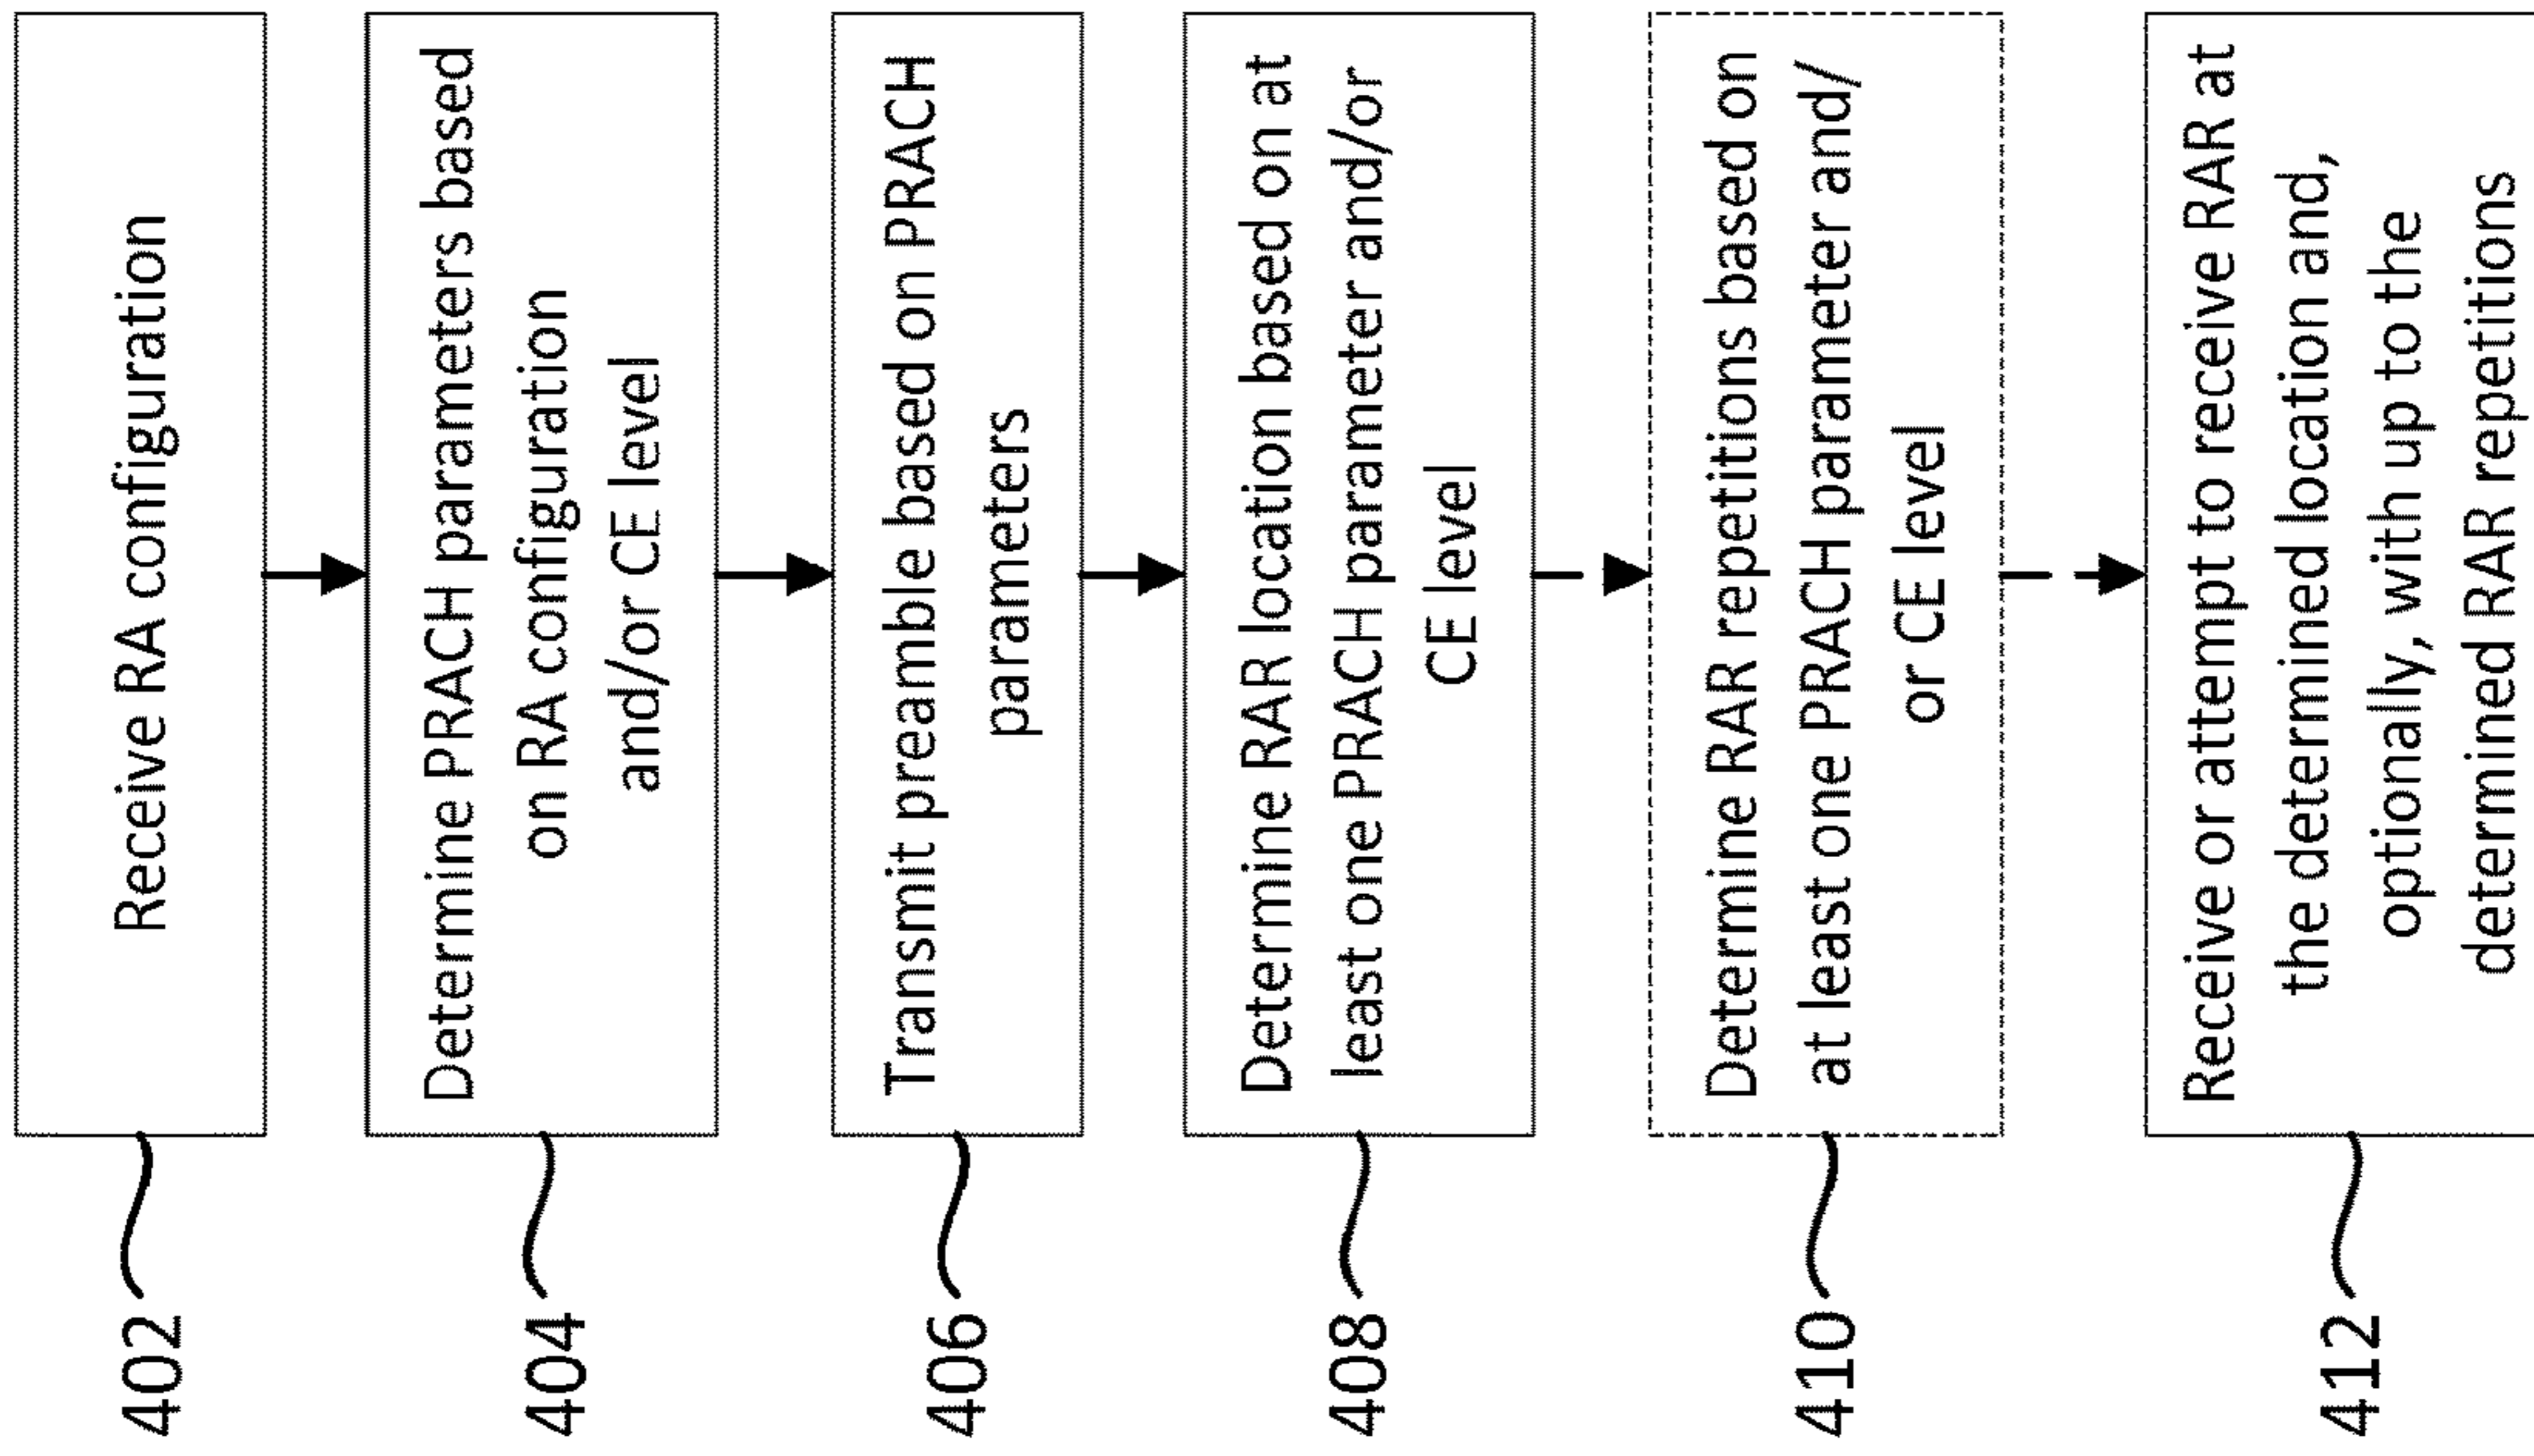 402
Receive RA configuration
404
Determine PRACH parameters based
on RA configuration
and/or CE level
406
Transmit preamble based on PRACH
parameters
408
Determine RAR location based on at
least one PRACH parameter and/or
CE level
410
Determine RAR repetitions based on
at least one PRACH parameter and/
or CE level
412
Receive or attempt to receive RAR at
the determined location and,
optionally, with up to the
determined RAR repetitions